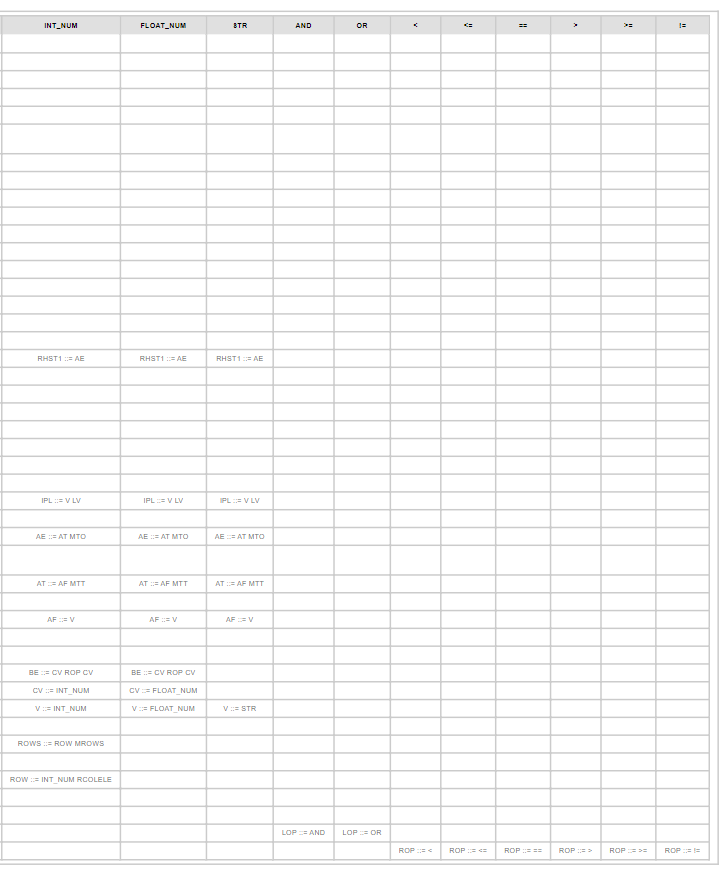 INT_NUM FLOAT_NUM STR AND OR < <= == > >= !=
RHST1 ::= AE RHST1 ::= AE RHST1 ::= AE
IPL ::= V LV IPL ::= V LV IPL ::= V LV
AE ::= AT MTO AE ::= AT MTO AE ::= AT MTO
AT ::= AF MTT AT ::= AF MTT AT ::= AF MTT
AF ::= V AF ::= V AF ::= V
BE ::= CV ROP CV BE ::= CV ROP CV
CV ::= INT_NUM CV ::= FLOAT_NUM
V ::= INT_NUM V ::= FLOAT_NUM V ::= STR
ROWS ::= ROW MROWS
ROW ::= INT_NUM RCOLELE
LOP ::= AND LOP ::= OR
ROP ::= < ROP ::= <= ROP ::= == ROP ::= > ROP ::= >= ROP ::= !=